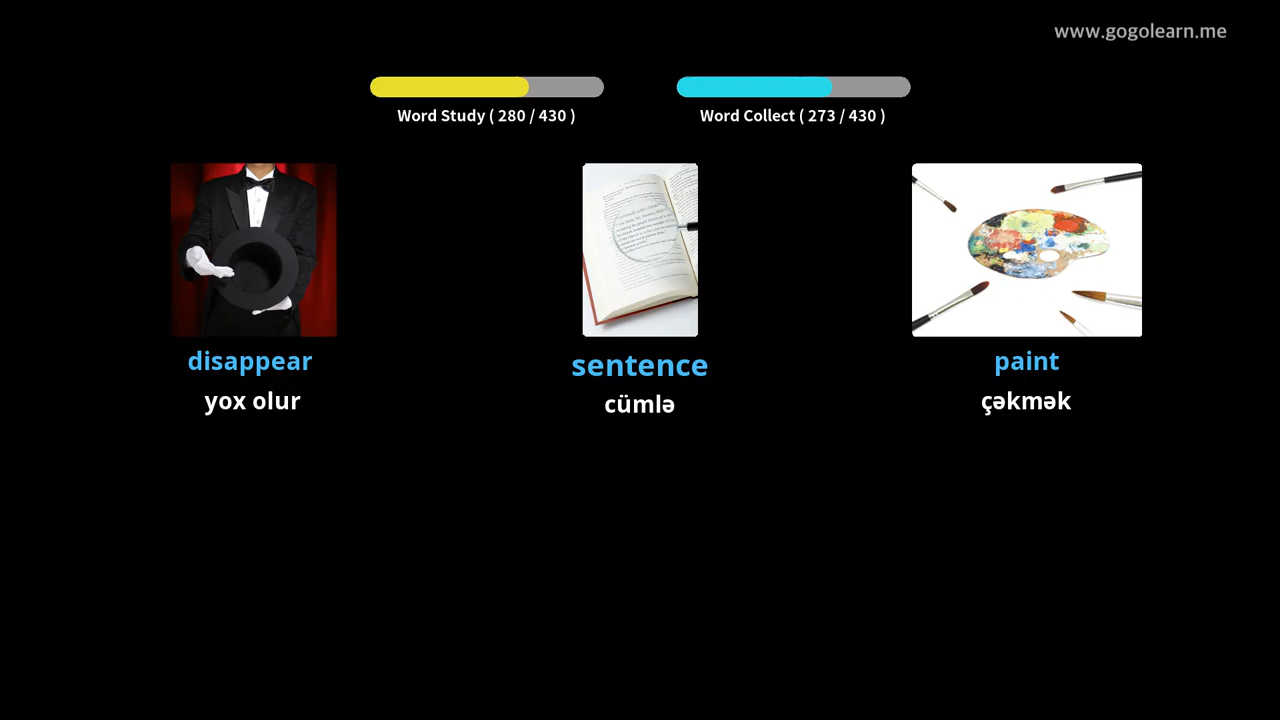 www.gogolearn.me
Word Study ( 280 / 430 )
Word Collect ( 273 / 430 )
disappear
yox olur
sentence
cümlə
paint
çəkmək